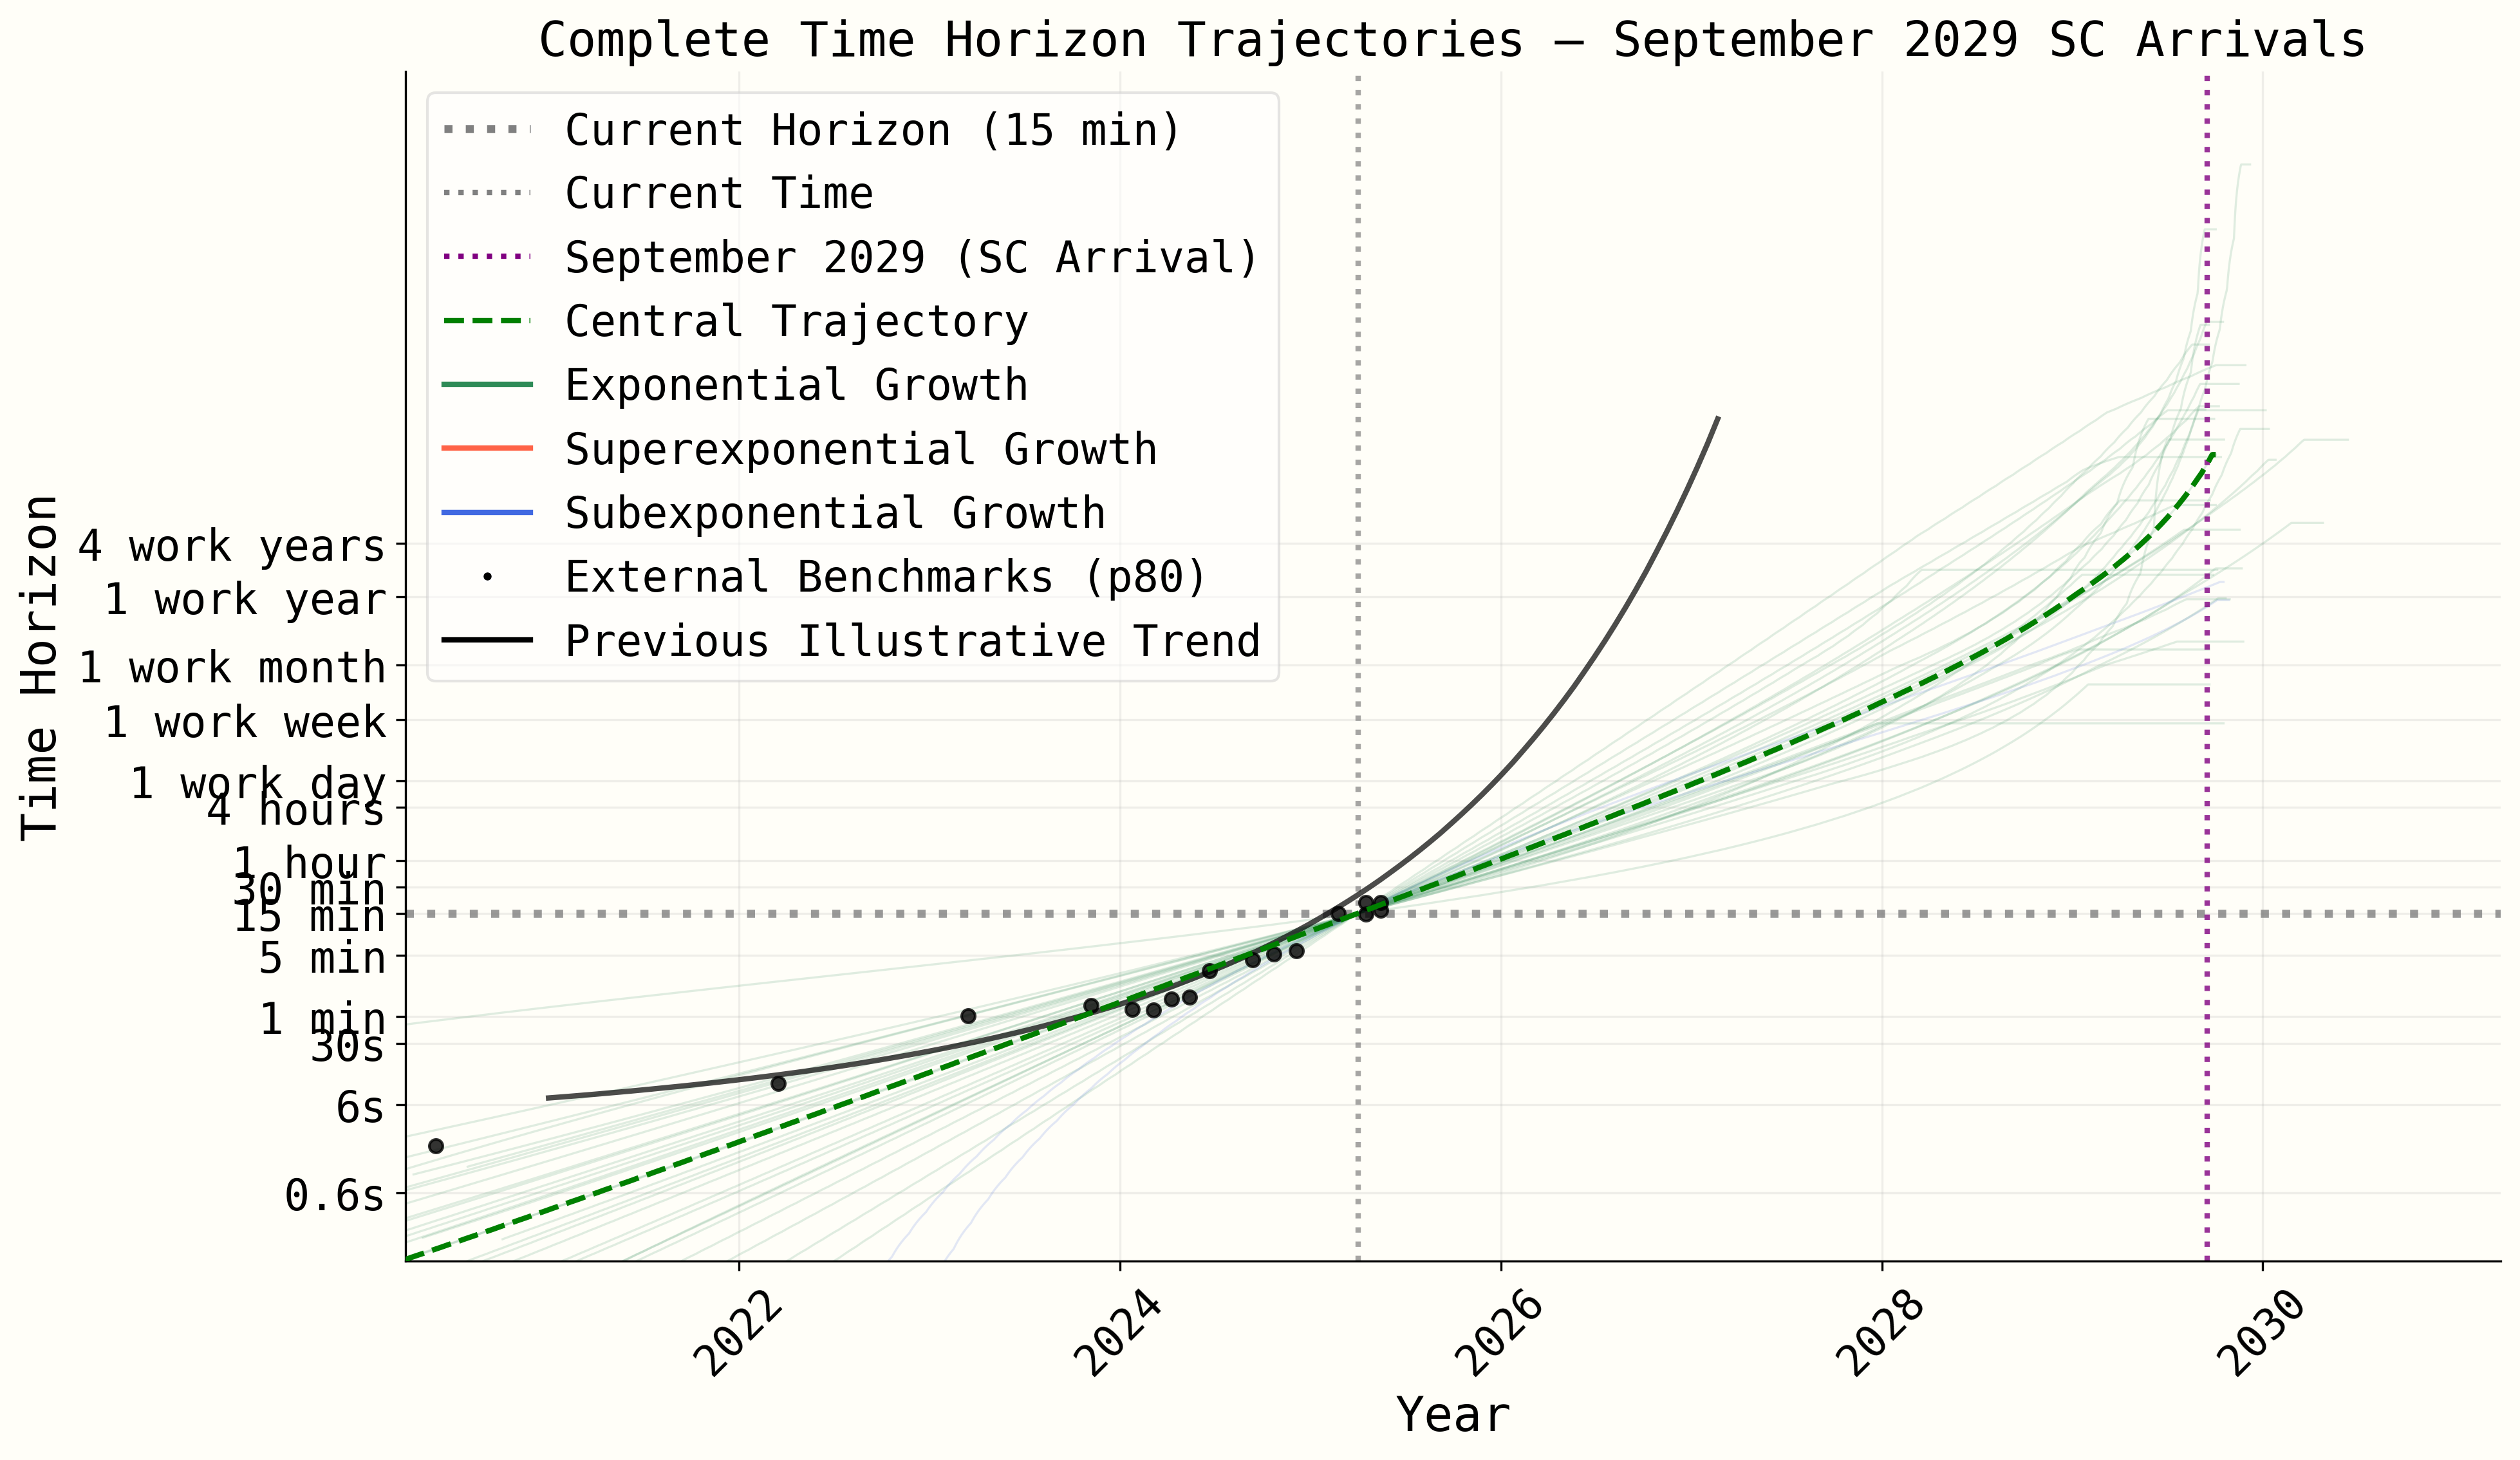 Complete Time Horizon Trajectories — September 2029 SC Arrivals
Current Horizon (15 min)
Current Time
September 2029 (SC Arrival)
Central Trajectory
Exponential Growth
Superexponential Growth
Subexponential Growth
External Benchmarks (p80)
Previous Illustrative Trend
Time Horizon
4 work years
1 work year
1 work month
1 work week
1 work day
4 hours
1 hour
30 min
15 min
5 min
1 min
30s
6s
0.6s
2022
2024
2026
2028
2030
Year